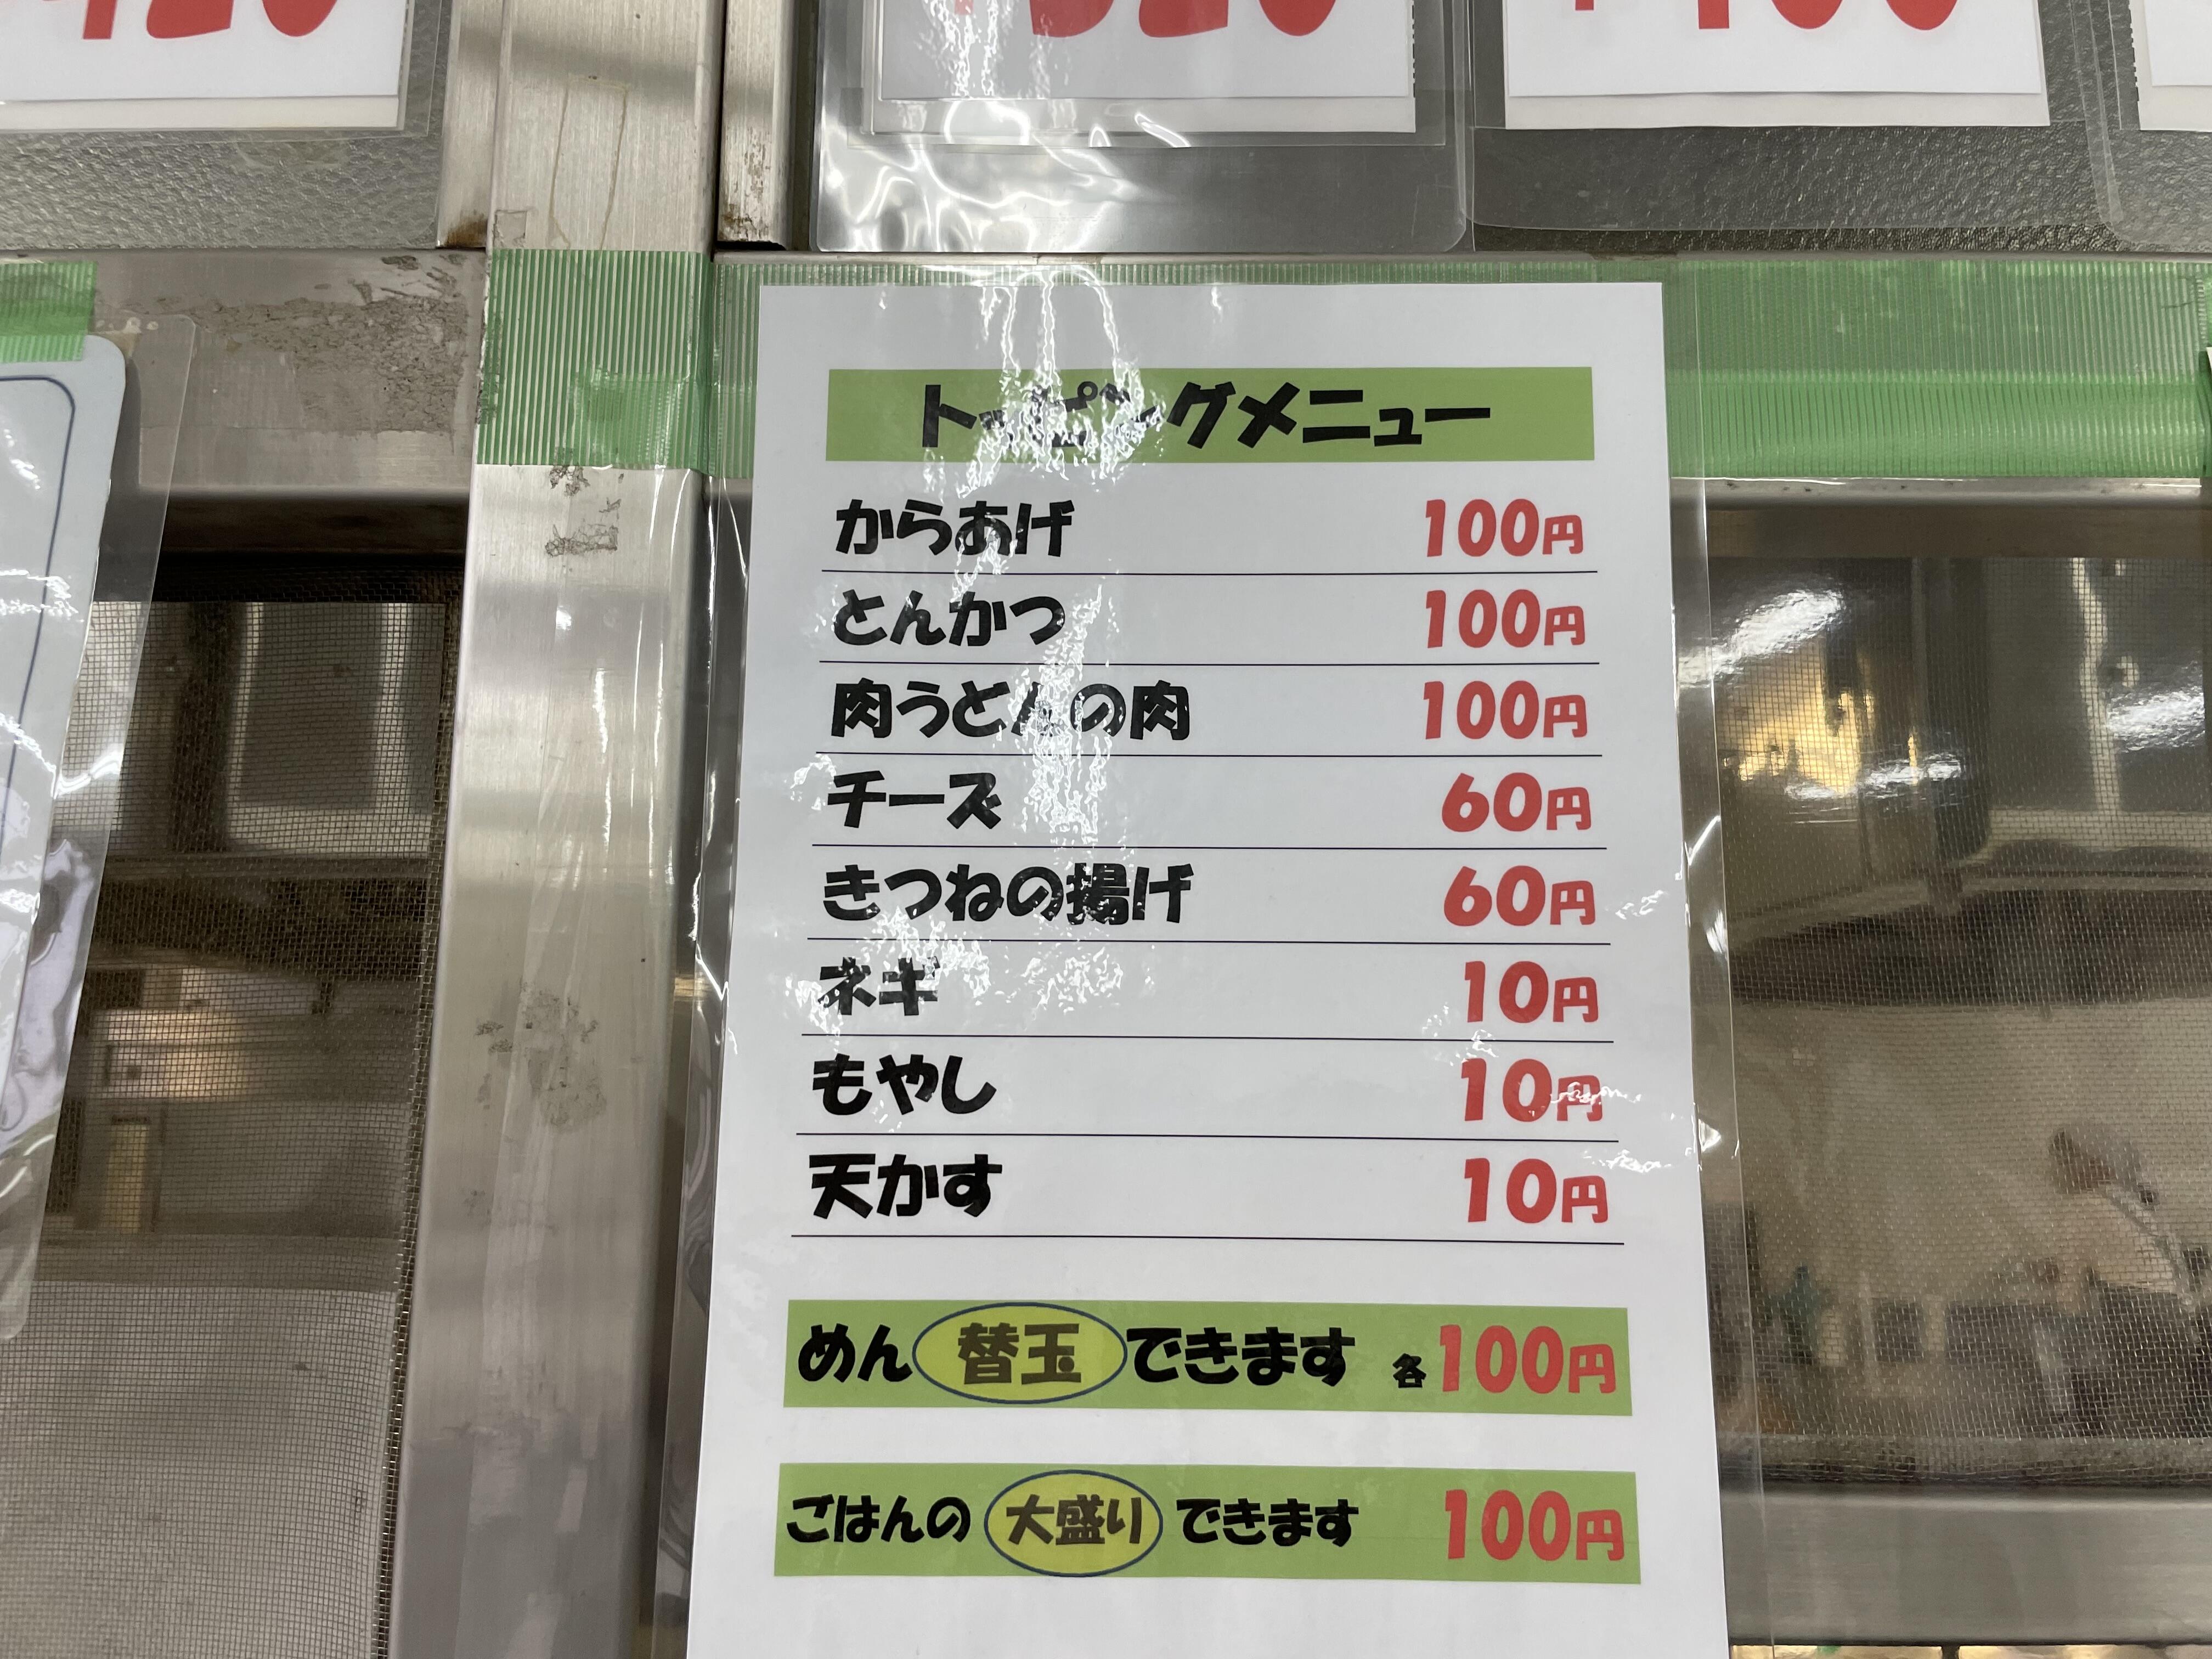 トッピングメニュー
からあげ 100円
とんかつ 100円
肉うどんの肉 100円
チーズ 60円
きつねの揚げ 60円
ネギ 10円
もやし 10円
天かす 10円
めん 替玉 できます 各100円
ごはんの 大盛り できます 100円